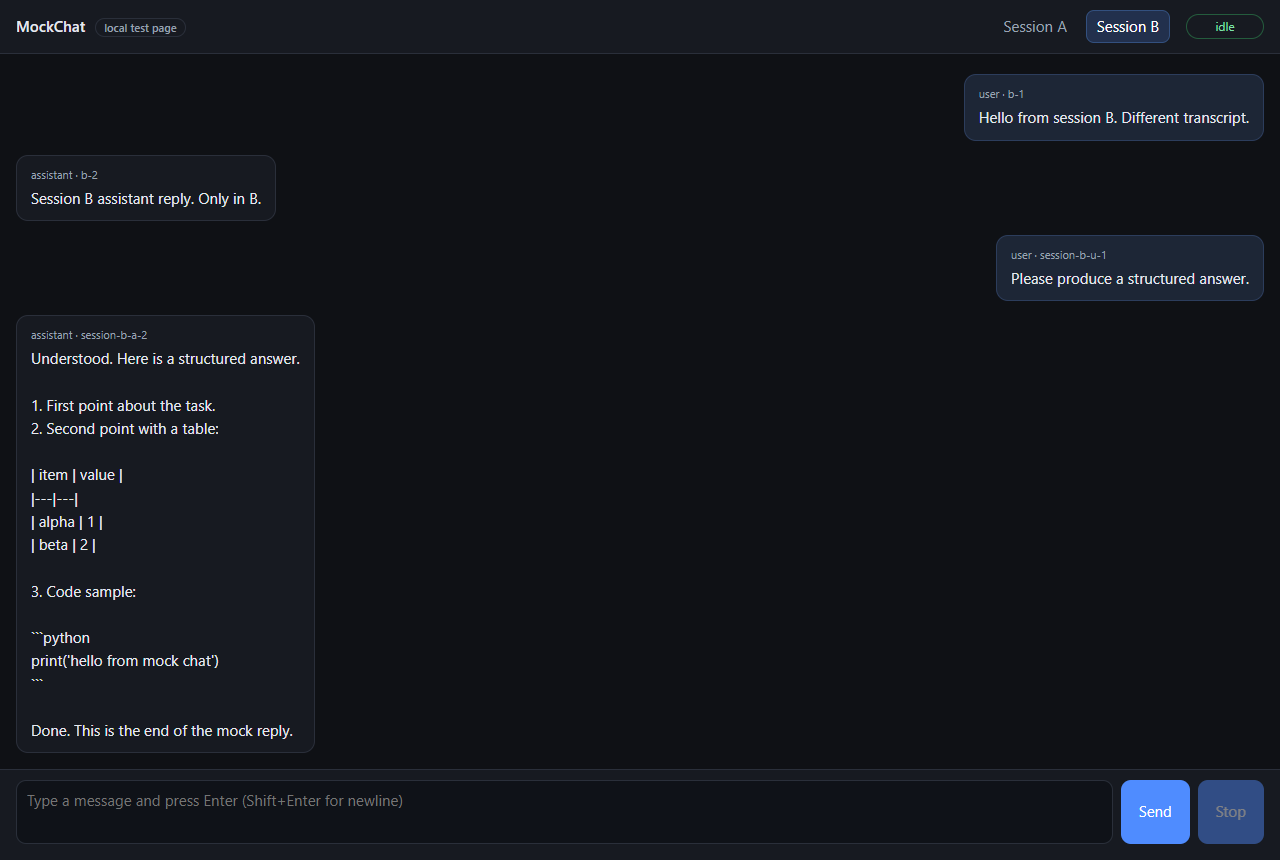 MockChat local test page Session A Session B idle
user · b-1
Hello from session B. Different transcript.
assistant · b-2
Session B assistant reply. Only in B.
user · session-b-u-1
Please produce a structured answer.
assistant · session-b-a-2
Understood. Here is a structured answer.
1. First point about the task.
2. Second point with a table:
| item | value |
|---|---|
| alpha | 1 |
| beta | 2 |
3. Code sample:
```python
print('hello from mock chat')
```
Done. This is the end of the mock reply.
Type a message and press Enter (Shift+Enter for newline) Send Stop